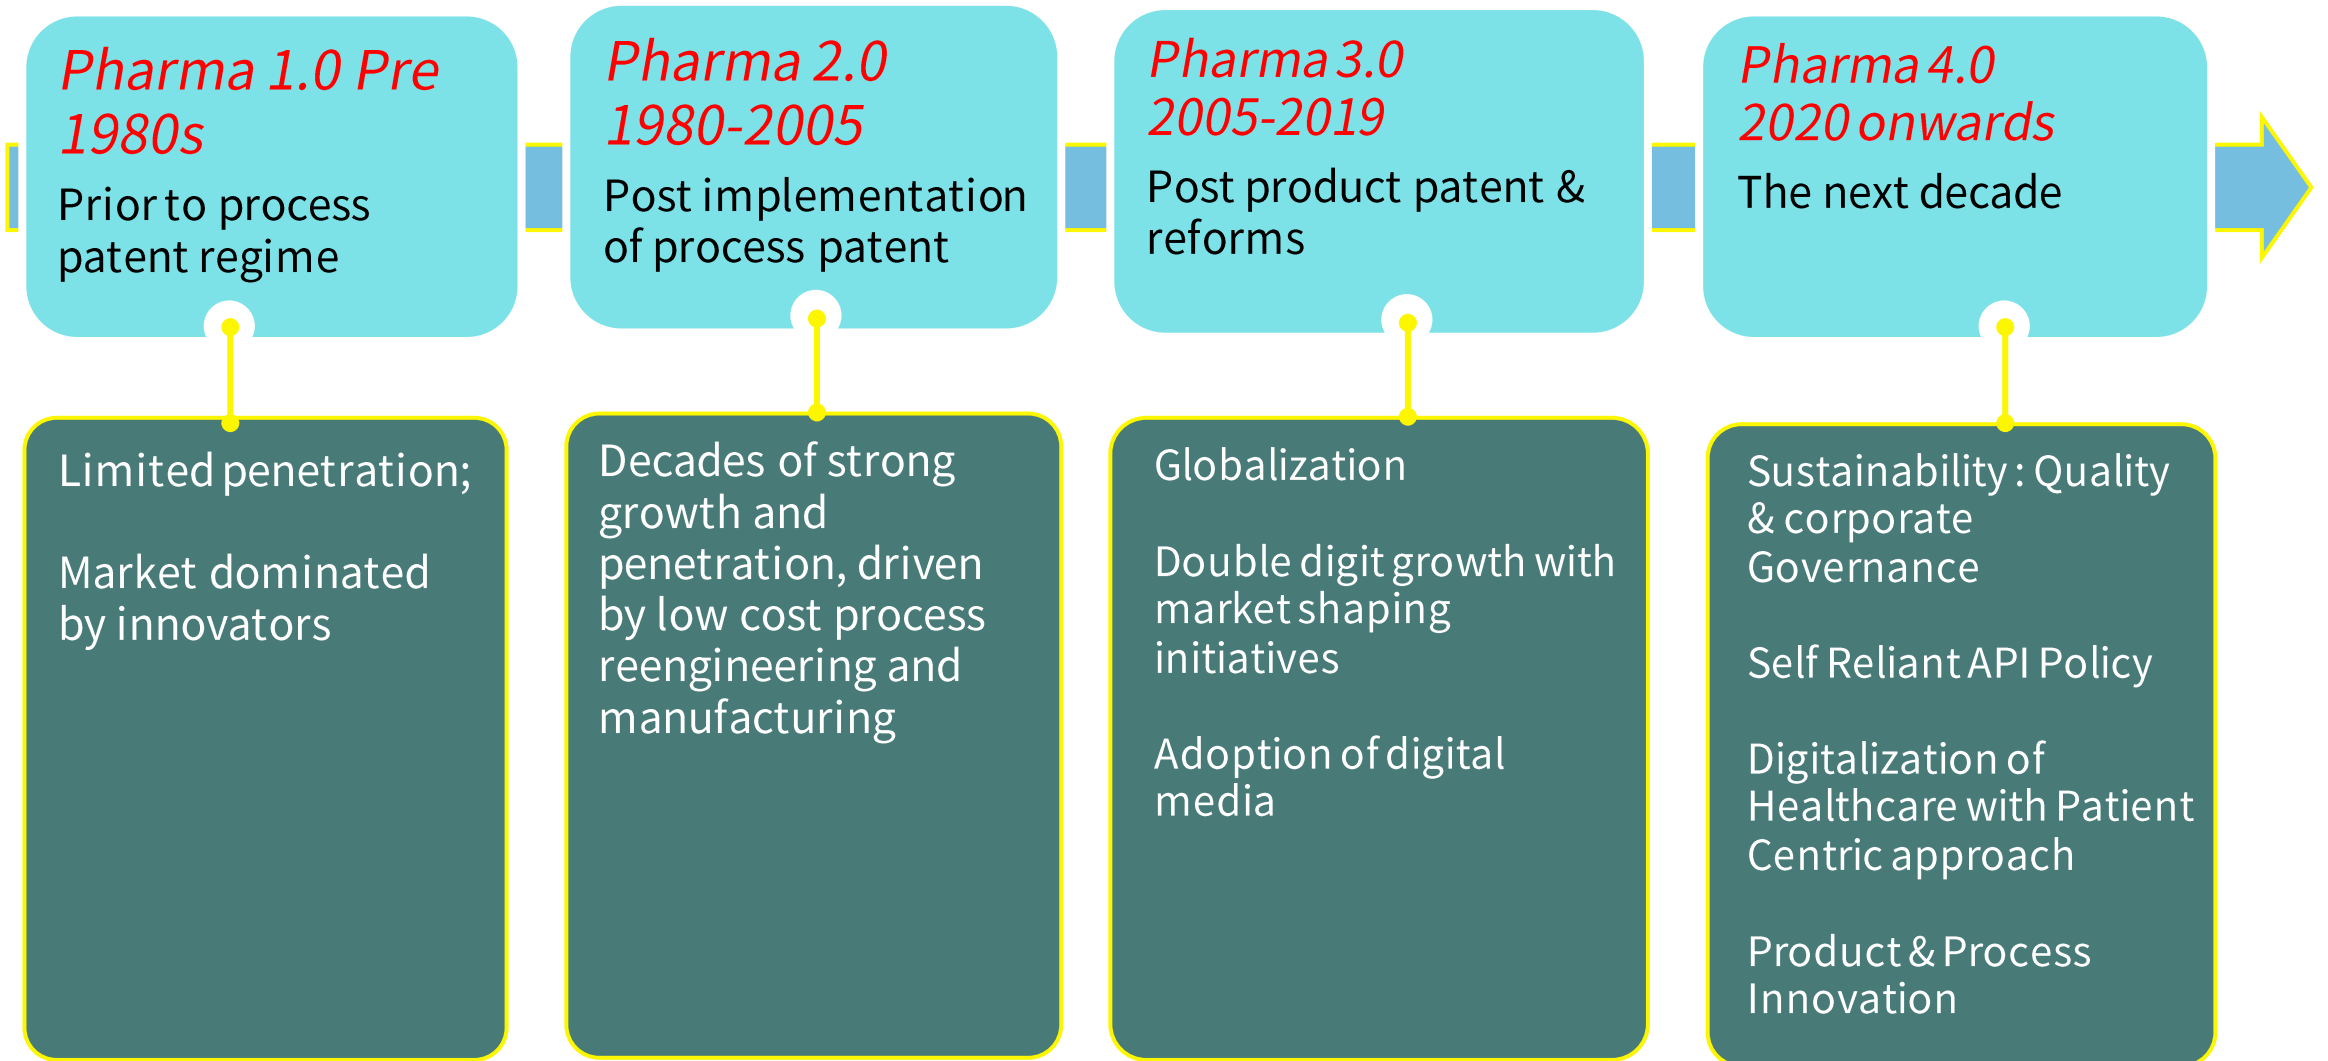 Pharma 1.0 Pre
1980s
Prior to process
patent regime
Limited penetration;
Market dominated
by innovators
Pharma 2.0
1980-2005
Post implementation
of process patent
Decades of strong
growth and
penetration, driven
by low cost process
reengineering and
manufacturing
Pharma 3.0
2005-2019
Post product patent &
reforms
Globalization
Double digit growth with
market shaping
initiatives
Adoption of digital
media
Pharma 4.0
2020 onwards
The next decade
Sustainability : Quality
& corporate
Governance
Self Reliant API Policy
Digitalization of
Healthcare with Patient
Centric approach
Product & Process
Innovation